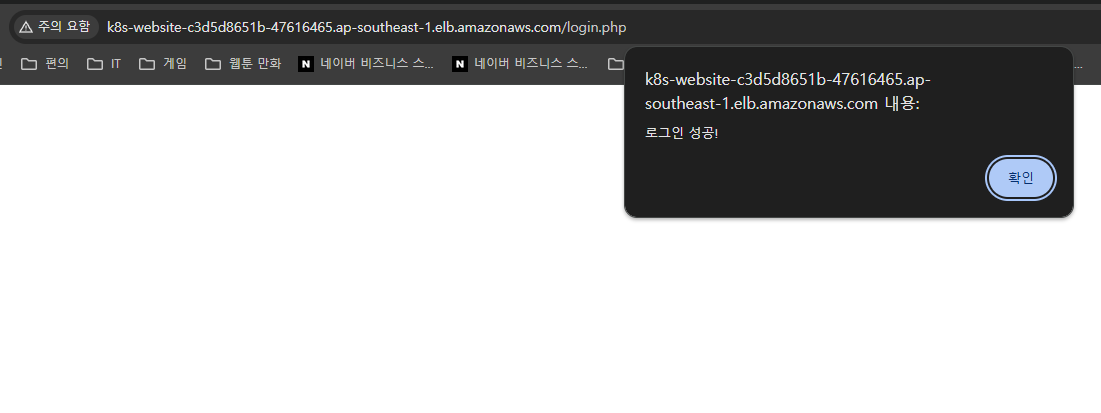 주의 요함 k8s-website-c3d5d8651b-47616465.ap-southeast-1.elb.amazonaws.com/login.php
편의 IT 게임 웹툰 만화 N 네이버 비즈니스 스... N 네이버 비즈니스 스... ...
k8s-website-c3d5d8651b-47616465.ap-
southeast-1.elb.amazonaws.com 내용:
로그인 성공!
확인